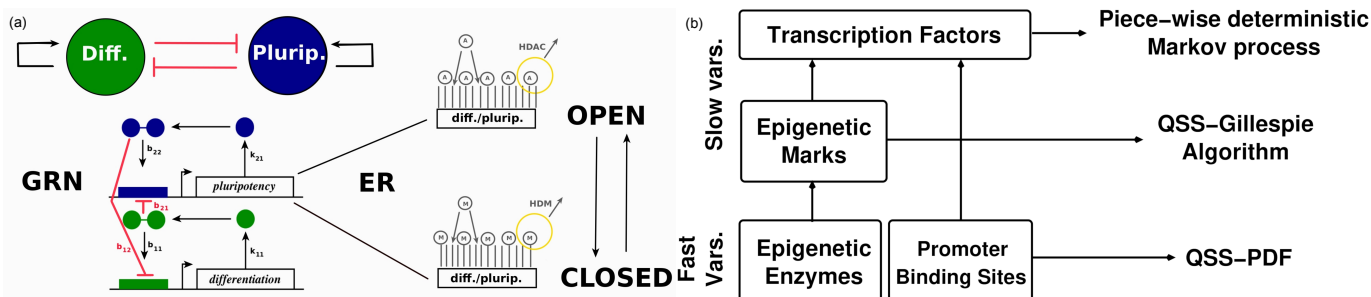 (a)
Diff.
Plurip.
GRN
b22
k21
pluripotency
b21
b12
b11
k11
differentiation
ER
A
HDAC
A A A A A A
diff./plurip.
OPEN
M
HDM
M M M M M M
diff./plurip.
CLOSED
(b)
Slow vars.
Fast
Vars.
Transcription Factors
Piece-wise deterministic
Markov process
Epigenetic
Marks
QSS-Gillespie
Algorithm
Epigenetic
Enzymes
Promoter
Binding Sites
QSS-PDF